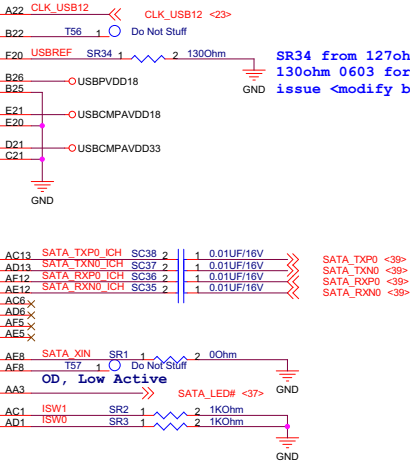 A22 CLK_USB12 CLK_USB12 <23>
B22 T56 1 Do Not Stuff
F20 USBREF SR34 1 2 130Ohm
SR34 from 127oh
130ohm 0603 for
issue <modify b
GND
B26 USBPVDD18
B25
E21 USBCMPAVDD18
E20
D21 USBCMPAVDD33
C21
GND
AC13 SATA_TXP0_ICH SC38 2 1 0.01UF/16V SATA_TXP0 <39>
AD13 SATA_TXN0_ICH SC37 2 1 0.01UF/16V SATA_TXN0 <39>
AF12 SATA_RXP0_ICH SC36 2 1 0.01UF/16V SATA_RXP0 <39>
AE12 SATA_RXN0_ICH SC35 2 1 0.01UF/16V SATA_RXN0 <39>
AC6
AD6
AF5
AE5
AE8 SATA_XIN SR1 1 2 0Ohm
AF8 T57 1 Do Not Stuff
GND
OD, Low Active
AA3 SATA_LED# <37>
AC1 ISW1 SR2 1 2 1KOhm
AD1 ISW0 SR3 1 2 1KOhm
GND